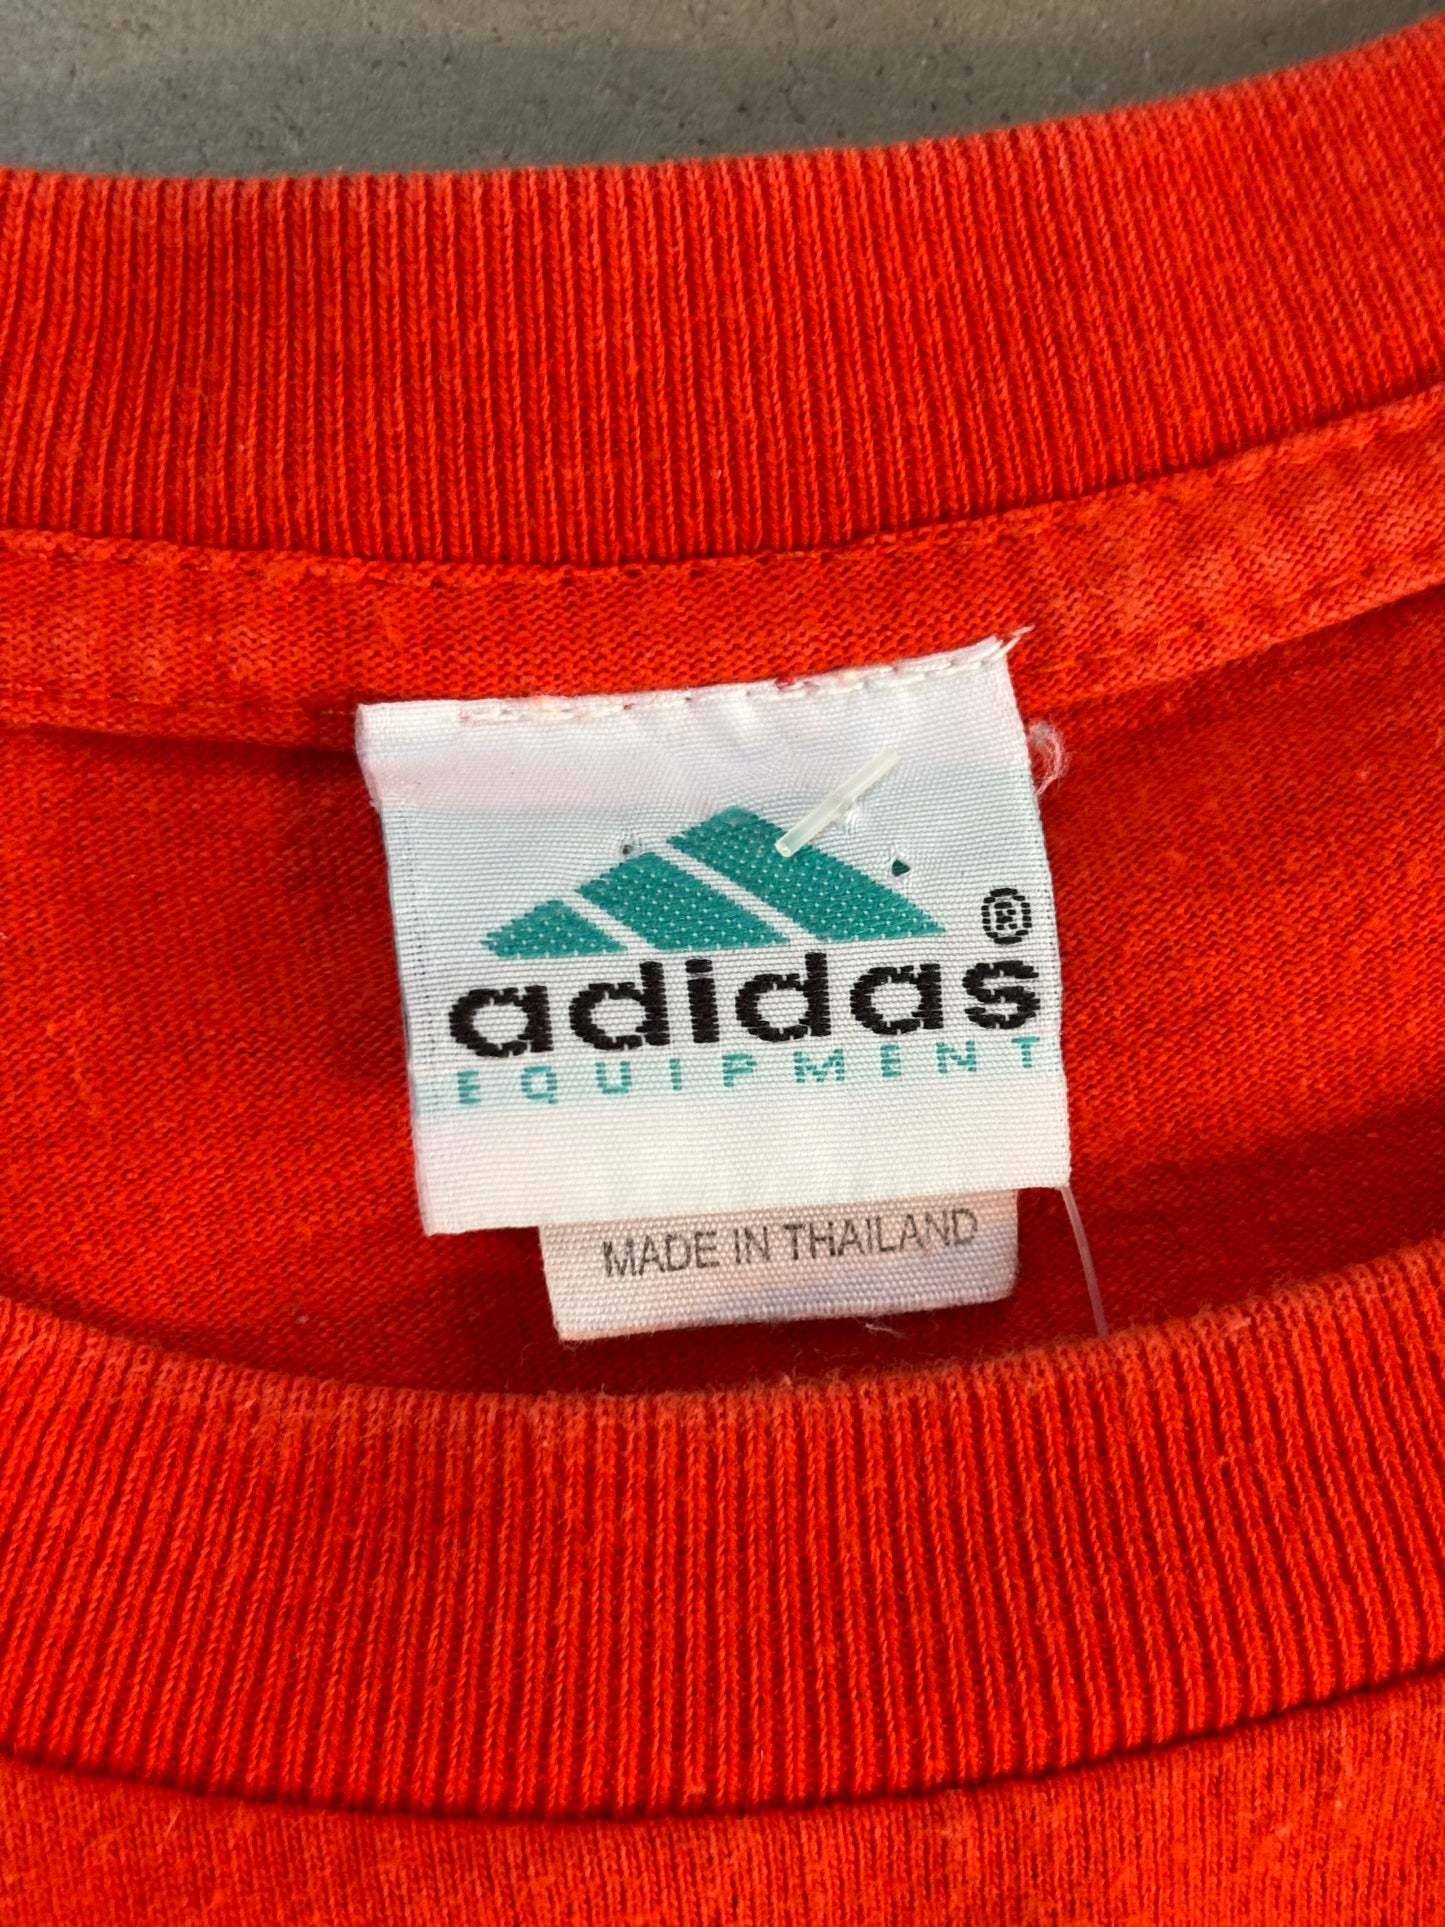 ®
adidas
EQUIPMENT
MADE IN THAILAND